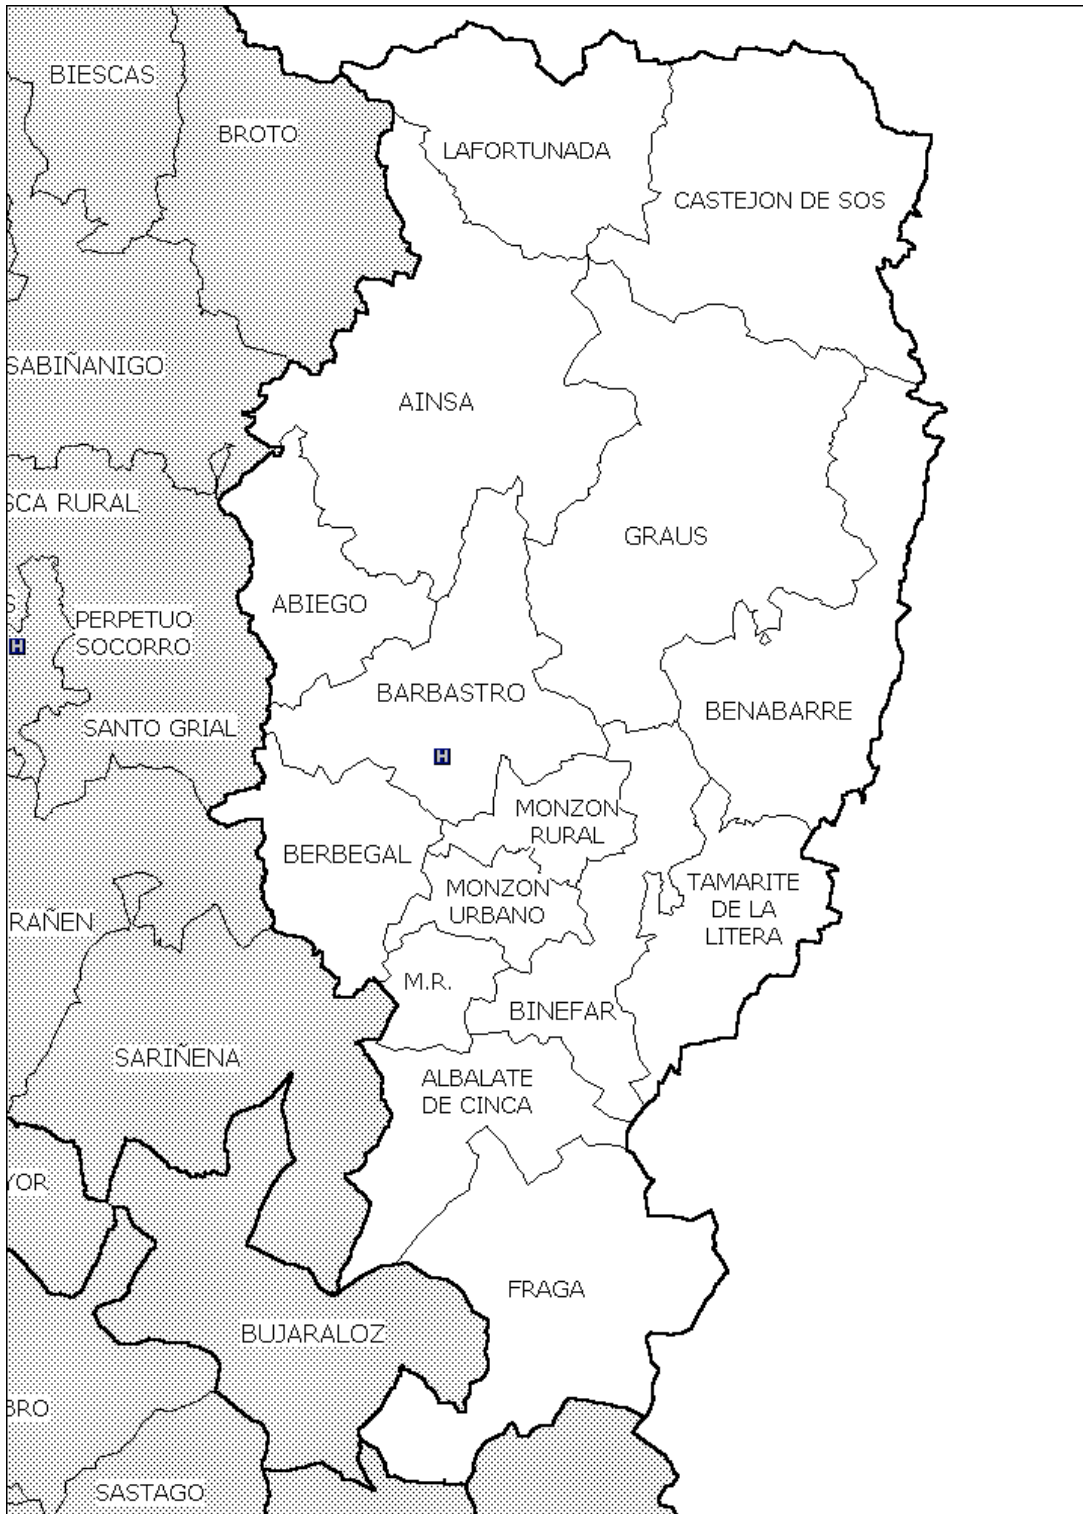 BIESCAS
BROTO
LAFORTUNADA
CASTEJON DE SOS
SABIÑANIGO
AINSA
SCA RURAL
GRAUS
ABIEGO
S
PERPETUO
SOCORRO
H
BARBASTRO
BENABARRE
SANTO GRIAL
H
MONZON
RURAL
BERBEGAL
MONZON
URBANO
TAMARITE
DE LA
LITERA
RAÑEN
M.R.
BINEFAR
SARIÑENA
ALBALATE
DE CINCA
YOR
FRAGA
BUJARALOZ
BRO
SASTAGO